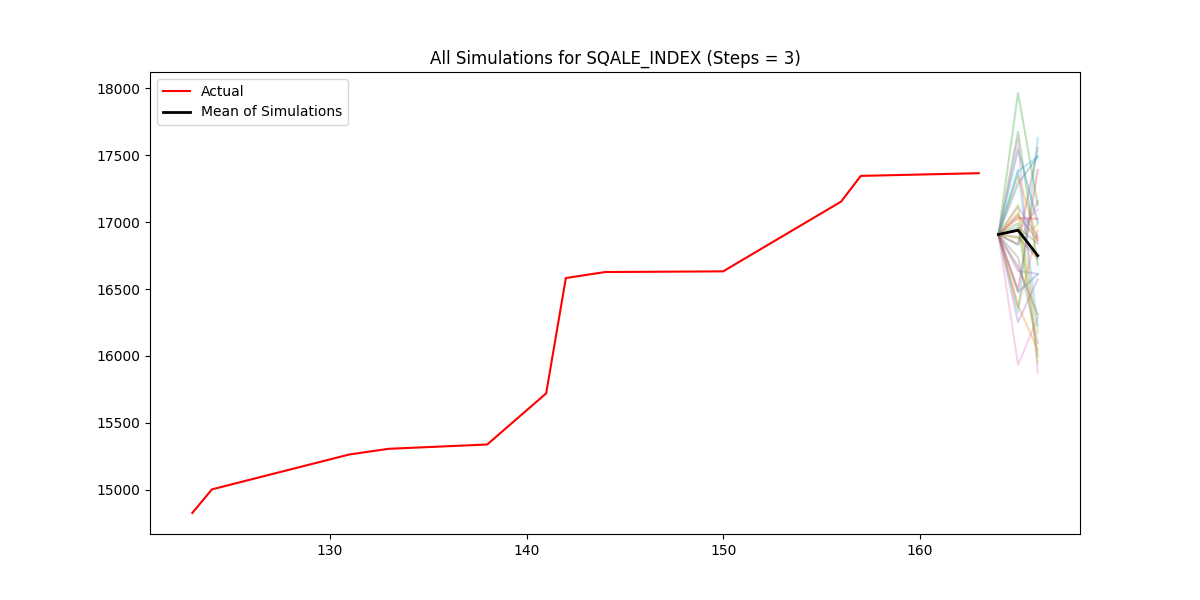 All Simulations for SQALE_INDEX (Steps = 3)
Actual
Mean of Simulations
18000
17500
17000
16500
16000
15500
15000
130 140 150 160